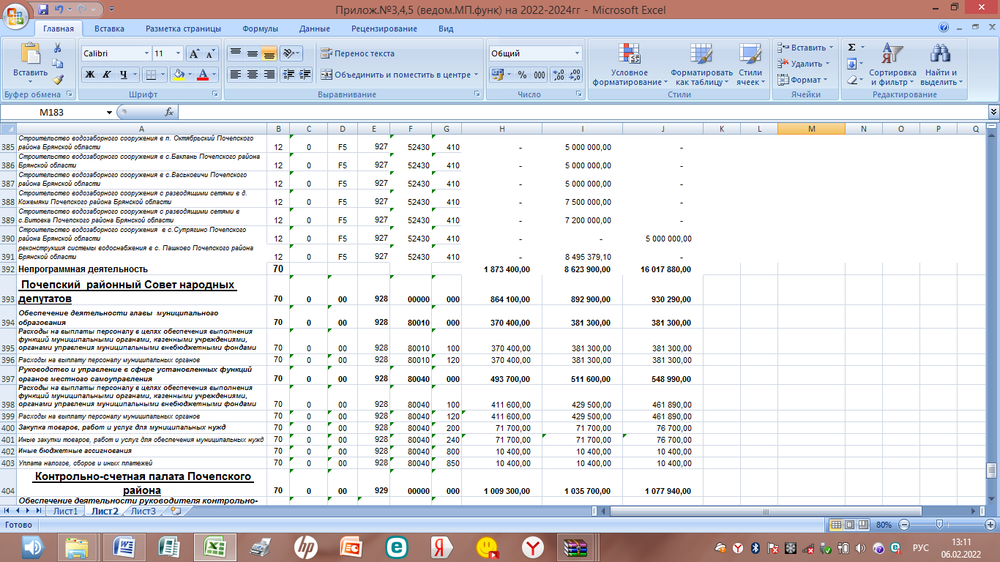 Прилож.№3,4,5 (ведом.МП.функ) на 2022-2024гг - Microsoft Excel
Главная Вставка Разметка страницы Формулы Данные Рецензирование Вид
Вставить
Calibri 11
Ж К Ч А
Перенос текста
Объединить и поместить в центре
Общий
% 000
Условное форматирование
Форматировать как таблицу
Стили ячеек
Вставить
Удалить
Формат
Σ
Сортировка и фильтр
Найти и выделить
Буфер обмена Шрифт Выравнивание Число Стили Ячейки Редактирование
M183 fx
A B C D E F G H I J K L M N O P Q
Строительство водозаборного сооружения в п. Октябрьский Почепского
385 района Брянской области 12 0 F5 927 52430 410 - 5 000 000,00 -
Строительство водозаборного сооружения в с.Баклань Почепского района
386 Брянской области 12 0 F5 927 52430 410 - 5 000 000,00 -
Строительство водозаборного сооружения в с.Васьковичи Почепского
387 района Брянской области 12 0 F5 927 52430 410 - 5 000 000,00 -
Строительство водозаборного сооружения с разводящими сетями в д.
388 Кожемяки Почепского района Брянской области 12 0 F5 927 52430 410 - 7 500 000,00 -
Строительство водозаборного сооружения с разводящими сетями в
389 с.Витовка Почепского района Брянской области 12 0 F5 927 52430 410 - 7 200 000,00 -
Строительство водозаборного сооружения в с.Супрягино Почепского
390 района Брянской области 12 0 F5 927 52430 410 - - 5 000 000,00
реконструкция системы водоснабжения в с. Пашково Почепского района
391 Брянской области 12 0 F5 927 52430 410 - 8 495 379,10 -
392 Непрограммная деятельность 70 1 873 400,00 8 623 900,00 16 017 880,00
Почепский районный Совет народных
393 депутатов 70 0 00 928 00000 000 864 100,00 892 900,00 930 290,00
Обеспечение деятельности главы муниципального
394 образования 70 0 00 928 80010 000 370 400,00 381 300,00 381 300,00
Расходы на выплаты персоналу в целях обеспечения выполнения
функций муниципальными органами, казенными учреждениями,
395 органами управления муниципальными внебюджетными фондами 70 0 00 928 80010 100 370 400,00 381 300,00 381 300,00
396 Расходы на выплату персоналу муниципальных органов 70 0 00 928 80010 120 370 400,00 381 300,00 381 300,00
Руководство и управление в сфере установленных функций
397 органов местного самоуправления 70 0 00 928 80040 000 493 700,00 511 600,00 548 990,00
Расходы на выплаты персоналу в целях обеспечения выполнения
функций муниципальными органами, казенными учреждениями,
398 органами управления муниципальными внебюджетными фондами 70 0 00 928 80040 100 411 600,00 429 500,00 461 890,00
399 Расходы на выплату персоналу муниципальных органов 70 0 00 928 80040 120 411 600,00 429 500,00 461 890,00
400 Закупка товаров, работ и услуг для муниципальных нужд 70 0 00 928 80040 200 71 700,00 71 700,00 76 700,00
401 Иные закупки товаров, работ и услуг для обеспечения муниципальных нужд 70 0 00 928 80040 240 71 700,00 71 700,00 76 700,00
402 Иные бюджетные ассигнования 70 0 00 928 80040 800 10 400,00 10 400,00 10 400,00
403 Уплата налогов, сборов и иных платежей 70 0 00 928 80040 850 10 400,00 10 400,00 10 400,00
Контрольно-счетная палата Почепского
404 района 70 0 00 929 00000 000 1 009 300,00 1 035 700,00 1 077 940,00
Обеспечение деятельности руководителя контрольно-
Лист1 Лист2 Лист3
Готово 80%
РУС 13:11
06.02.2022